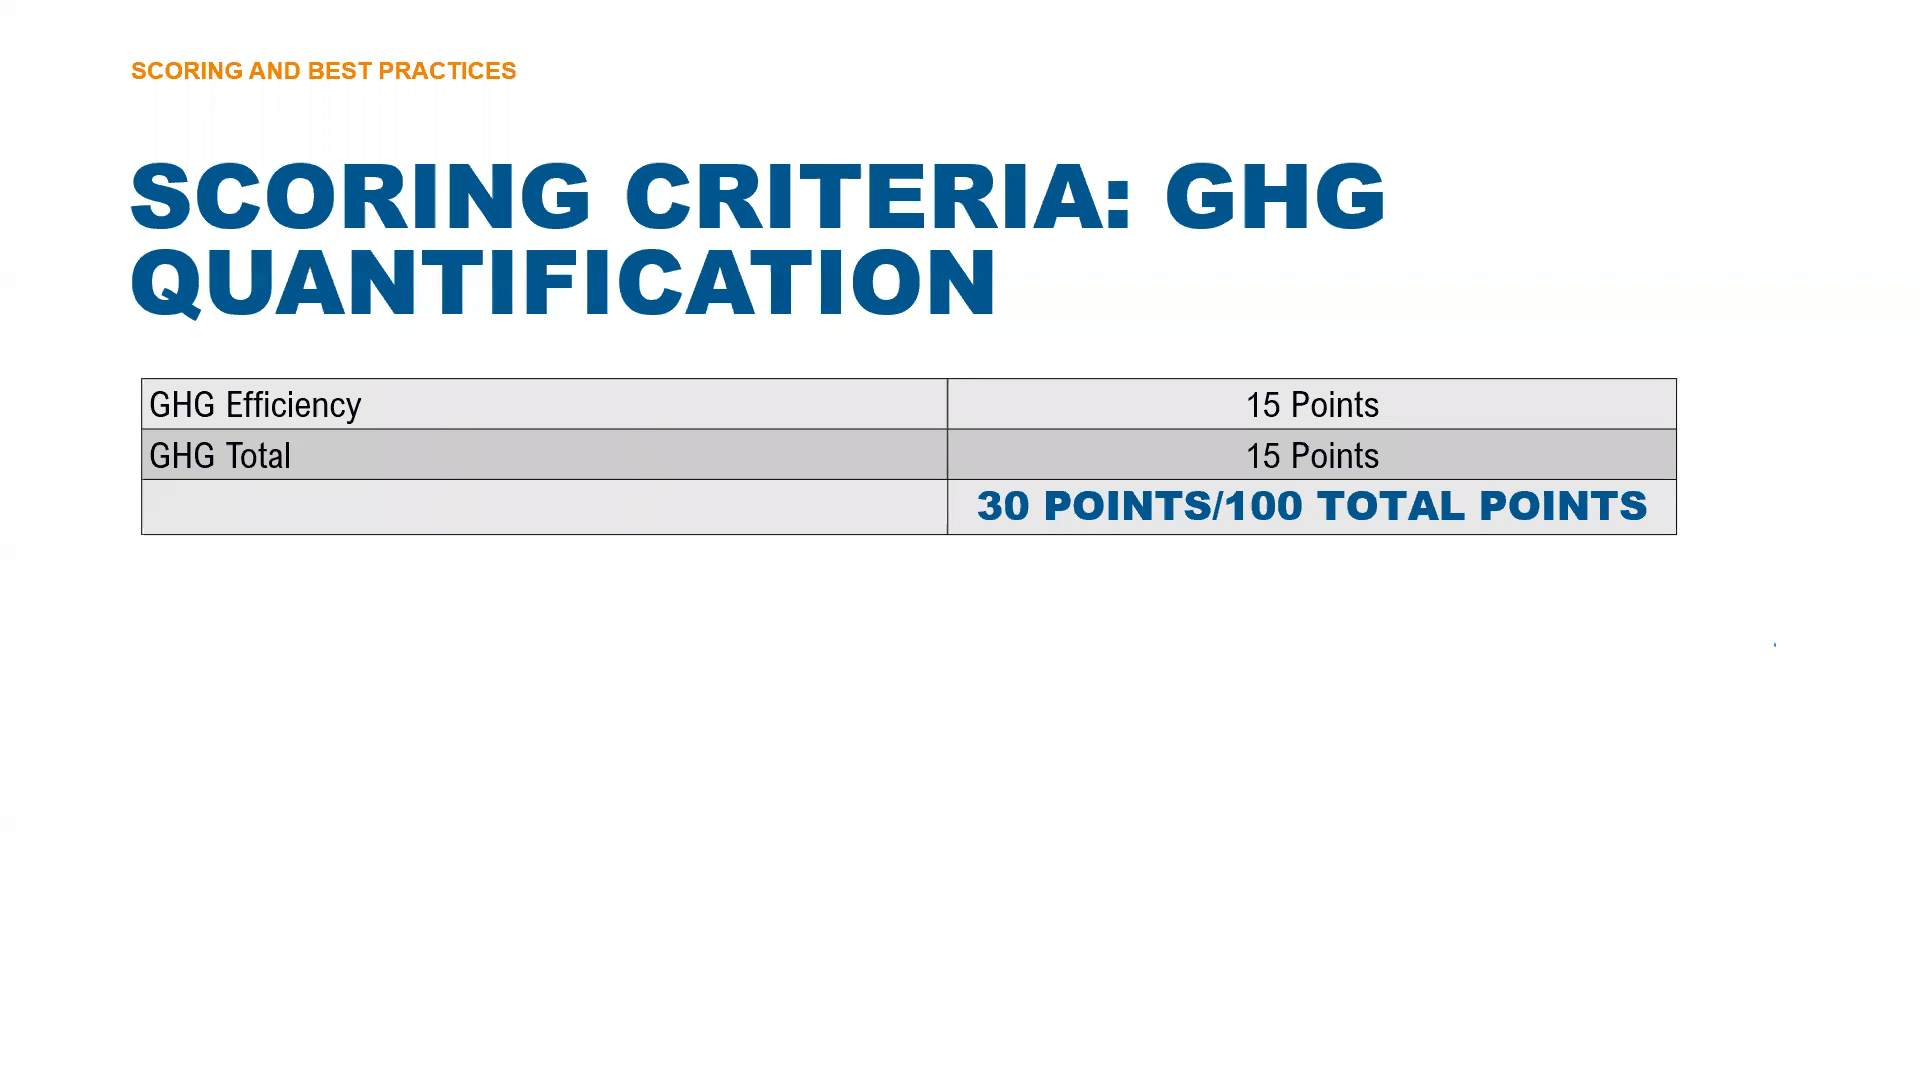 SCORING AND BEST PRACTICES
SCORING CRITERIA: GHG
QUANTIFICATION
GHG Efficiency 15 Points
GHG Total 15 Points
30 POINTS/100 TOTAL POINTS